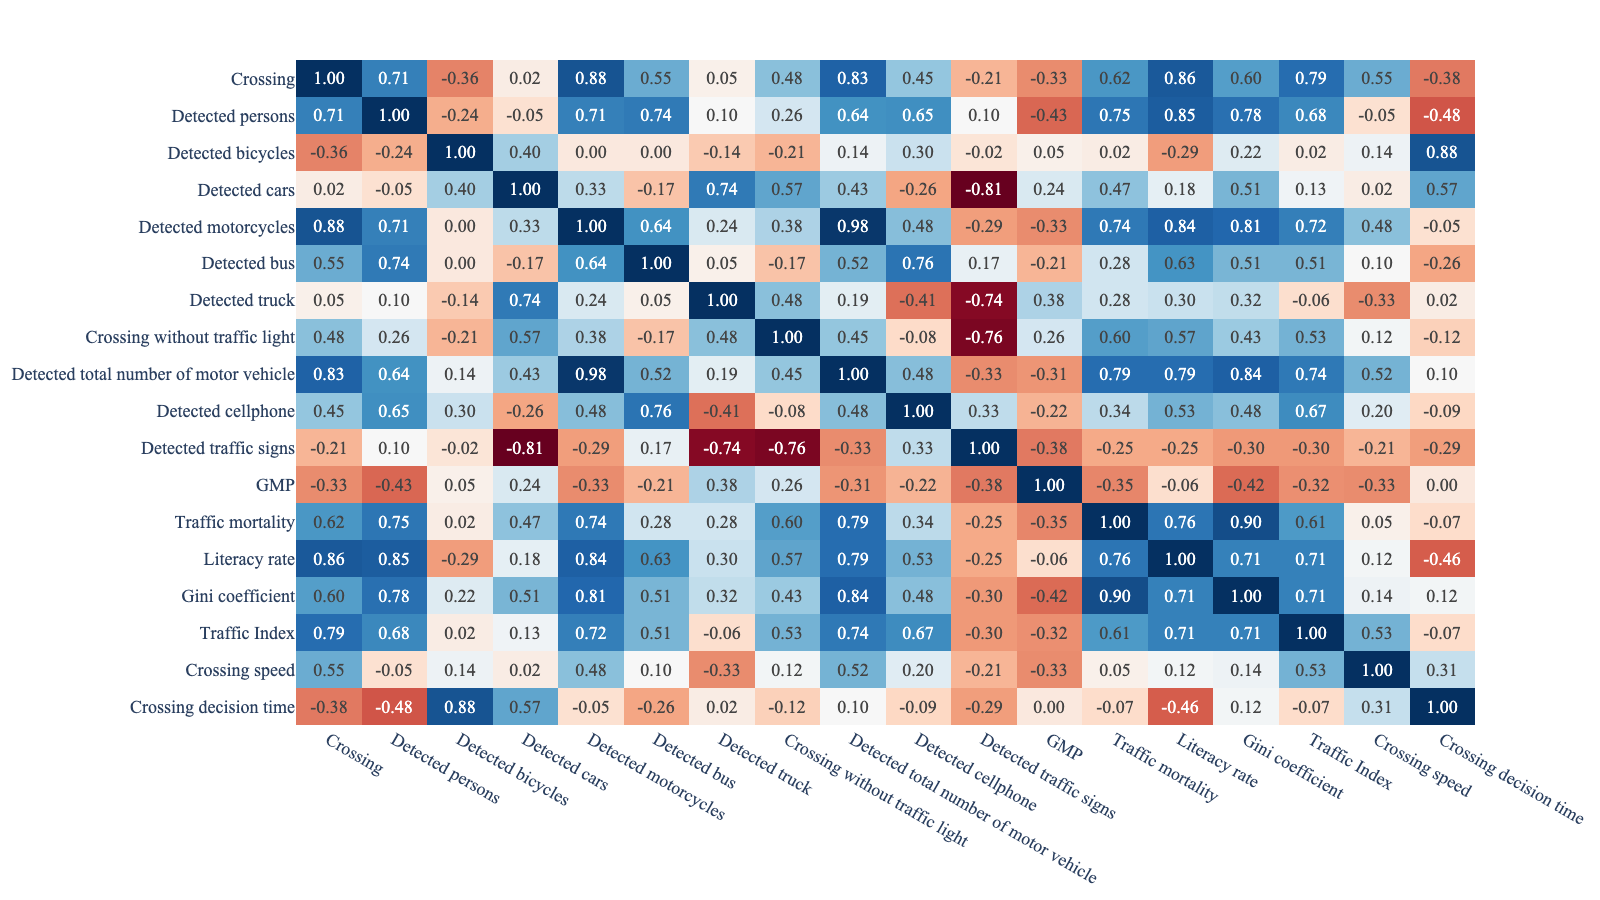 Crossing 1.00 0.71 -0.36 0.02 0.88 0.55 0.05 0.48 0.83 0.45 -0.21 -0.33 0.62 0.86 0.60 0.79 0.55 -0.38
Detected persons 0.71 1.00 -0.24 -0.05 0.71 0.74 0.10 0.26 0.64 0.65 0.10 -0.43 0.75 0.85 0.78 0.68 -0.05 -0.48
Detected bicycles -0.36 -0.24 1.00 0.40 0.00 0.00 -0.14 -0.21 0.14 0.30 -0.02 0.05 0.02 -0.29 0.22 0.02 0.14 0.88
Detected cars 0.02 -0.05 0.40 1.00 0.33 -0.17 0.74 0.57 0.43 -0.26 -0.81 0.24 0.47 0.18 0.51 0.13 0.02 0.57
Detected motorcycles 0.88 0.71 0.00 0.33 1.00 0.64 0.24 0.38 0.98 0.48 -0.29 -0.33 0.74 0.84 0.81 0.72 0.48 -0.05
Detected bus 0.55 0.74 0.00 -0.17 0.64 1.00 0.05 -0.17 0.52 0.76 0.17 -0.21 0.28 0.63 0.51 0.51 0.10 -0.26
Detected truck 0.05 0.10 -0.14 0.74 0.24 0.05 1.00 0.48 0.19 -0.41 -0.74 0.38 0.28 0.30 0.32 -0.06 -0.33 0.02
Crossing without traffic light 0.48 0.26 -0.21 0.57 0.38 -0.17 0.48 1.00 0.45 -0.08 -0.76 0.26 0.60 0.57 0.43 0.53 0.12 -0.12
Detected total number of motor vehicle 0.83 0.64 0.14 0.43 0.98 0.52 0.19 0.45 1.00 0.48 -0.33 -0.31 0.79 0.79 0.84 0.74 0.52 0.10
Detected cellphone 0.45 0.65 0.30 -0.26 0.48 0.76 -0.41 -0.08 0.48 1.00 0.33 -0.22 0.34 0.53 0.48 0.67 0.20 -0.09
Detected traffic signs -0.21 0.10 -0.02 -0.81 -0.29 0.17 -0.74 -0.76 -0.33 0.33 1.00 -0.38 -0.25 -0.25 -0.30 -0.30 -0.21 -0.29
GMP -0.33 -0.43 0.05 0.24 -0.33 -0.21 0.38 0.26 -0.31 -0.22 -0.38 1.00 -0.35 -0.06 -0.42 -0.32 -0.33 0.00
Traffic mortality 0.62 0.75 0.02 0.47 0.74 0.28 0.28 0.60 0.79 0.34 -0.25 -0.35 1.00 0.76 0.90 0.61 0.05 -0.07
Literacy rate 0.86 0.85 -0.29 0.18 0.84 0.63 0.30 0.57 0.79 0.53 -0.25 -0.06 0.76 1.00 0.71 0.71 0.12 -0.46
Gini coefficient 0.60 0.78 0.22 0.51 0.81 0.51 0.32 0.43 0.84 0.48 -0.30 -0.42 0.90 0.71 1.00 0.71 0.14 0.12
Traffic Index 0.79 0.68 0.02 0.13 0.72 0.51 -0.06 0.53 0.74 0.67 -0.30 -0.32 0.61 0.71 0.71 1.00 0.53 -0.07
Crossing speed 0.55 -0.05 0.14 0.02 0.48 0.10 -0.33 0.12 0.52 0.20 -0.21 -0.33 0.05 0.12 0.14 0.53 1.00 0.31
Crossing decision time -0.38 -0.48 0.88 0.57 -0.05 -0.26 0.02 -0.12 0.10 -0.09 -0.29 0.00 -0.07 -0.46 0.12 -0.07 0.31 1.00
Crossing
Detected persons
Detected bicycles
Detected cars
Detected motorcycles
Detected bus
Detected truck
Crossing without traffic light
Detected total number of motor vehicle
Detected cellphone
Detected traffic signs
GMP
Traffic mortality
Literacy rate
Gini coefficient
Traffic Index
Crossing speed
Crossing decision time